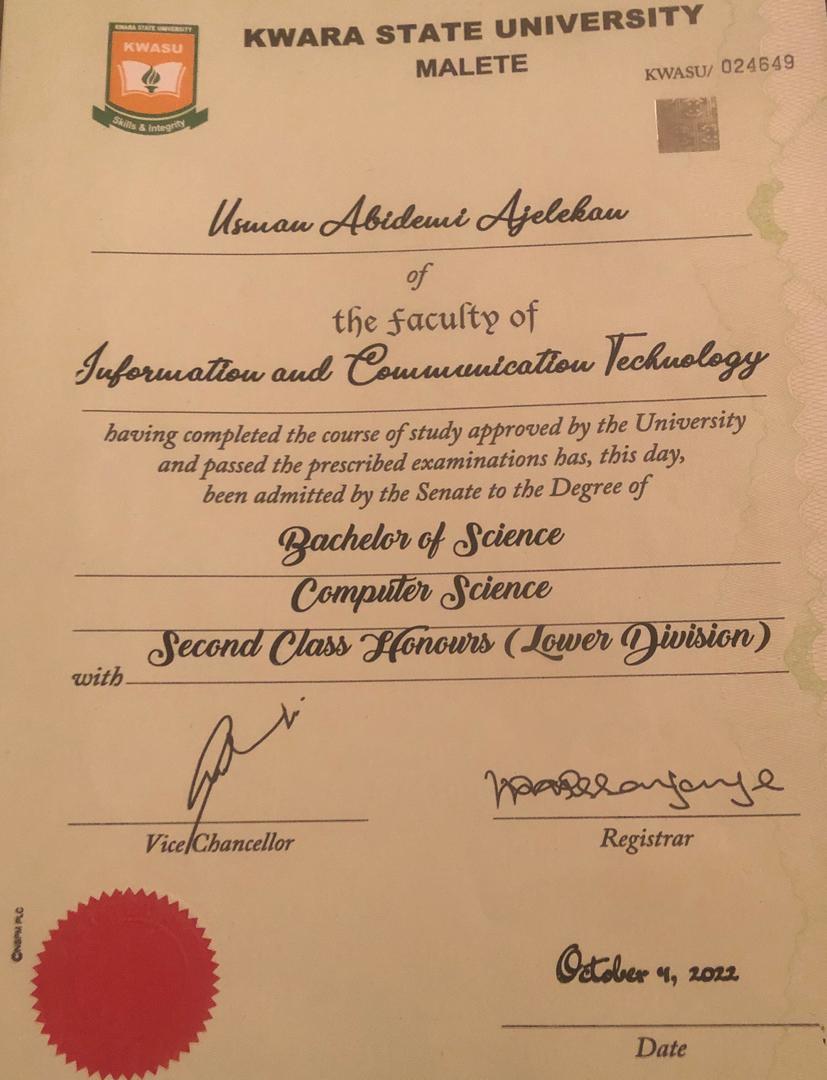 KWARA STATE UNIVERSITY
KWASU
Skills & Integrity
KWARA STATE UNIVERSITY
MALETE
KWASU/ 024649
Usman Abidemi Ajelekan
of
the Faculty of
Information and Communication Technology
having completed the course of study approved by the University
and passed the prescribed examinations has, this day,
been admitted by the Senate to the Degree of
Bachelor of Science
Computer Science
with Second Class Honours (Lower Division)
Vice Chancellor
Registrar
©NSPM PLC
October 4, 2022
Date